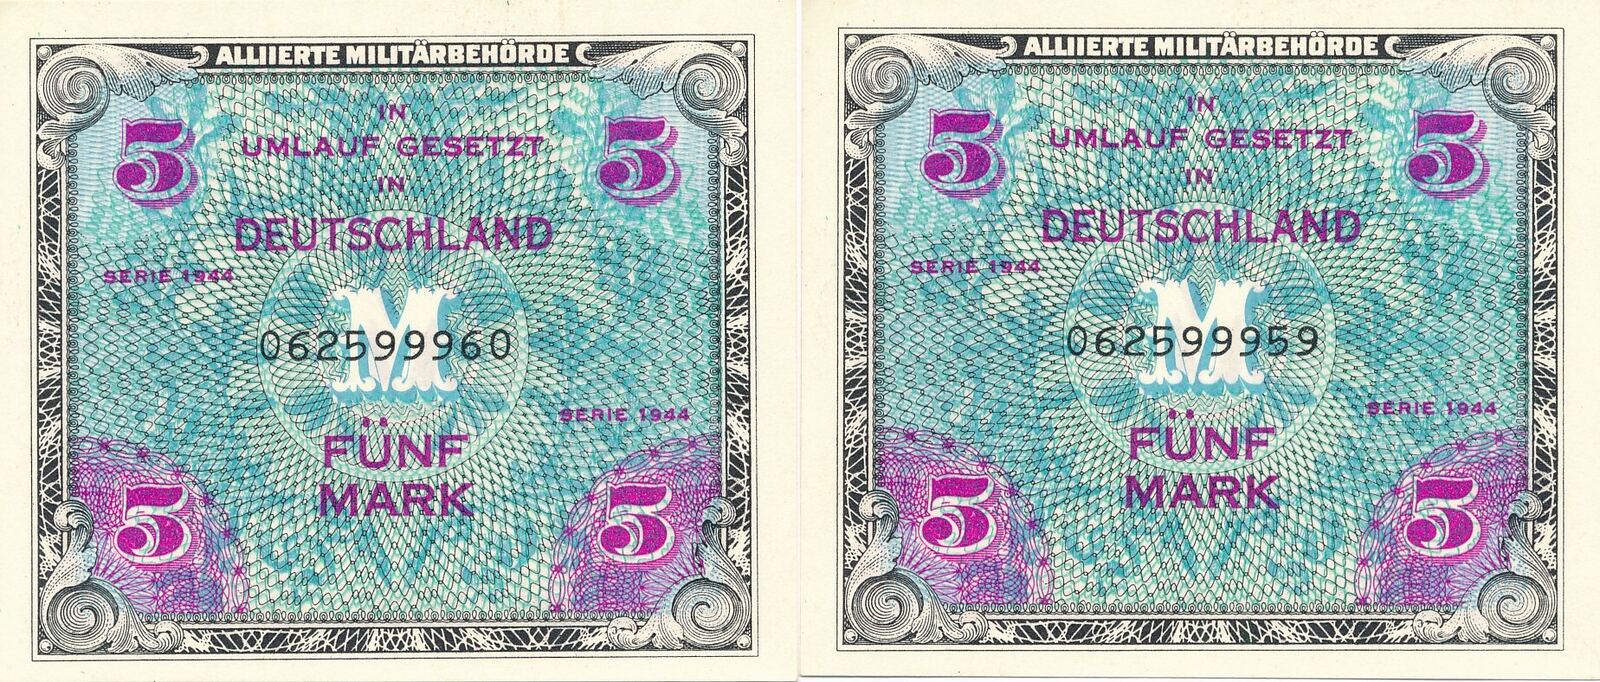 ALLIIERTE MILITÄRBEHÖRDE
5 5
IN
UMLAUF GESETZT
IN
DEUTSCHLAND
SERIE 1944
M
062599960
SERIE 1944
FÜNF
MARK
5 5
ALLIIERTE MILITÄRBEHÖRDE
5 5
IN
UMLAUF GESETZT
IN
DEUTSCHLAND
SERIE 1944
M
062599959
SERIE 1944
FÜNF
MARK
5 5